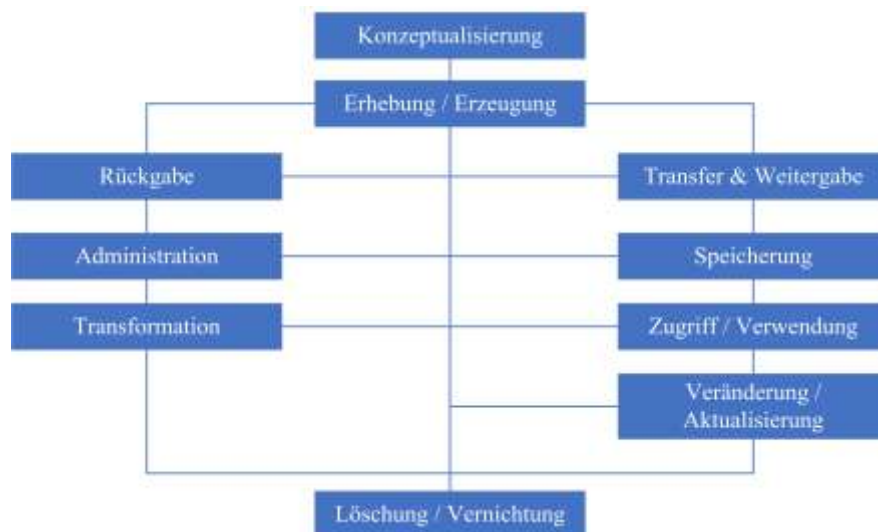 Konzeptualisierung
Erhebung / Erzeugung
Rückgabe
Transfer & Weitergabe
Administration
Speicherung
Transformation
Zugriff / Verwendung
Veränderung /
Aktualisierung
Löschung / Vernichtung